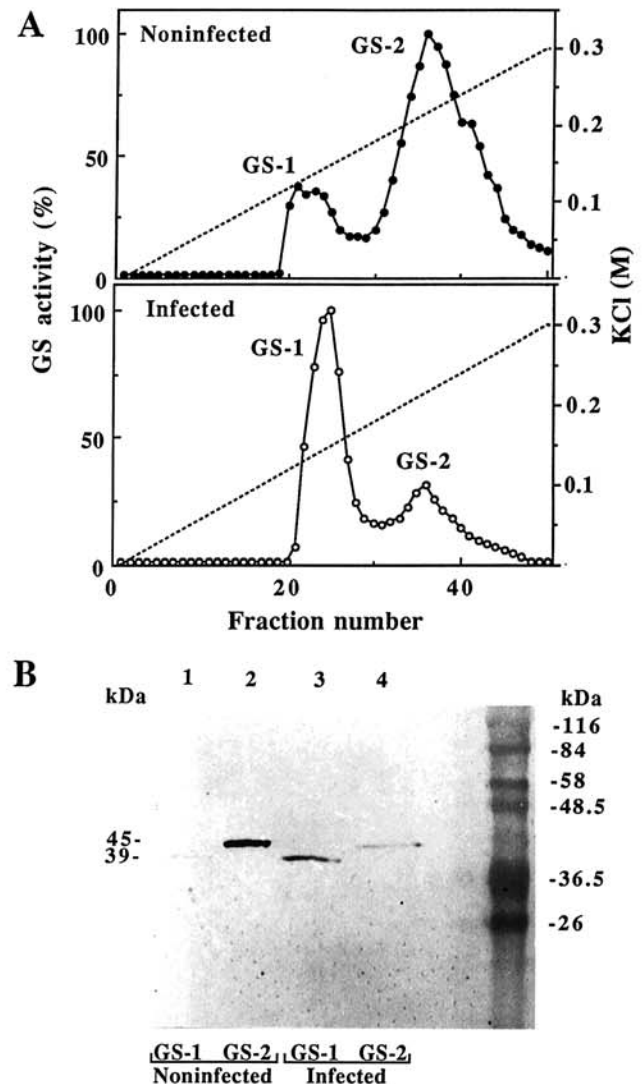 A
Noninfected
GS-1
GS-2
100
50
0
0.3
0.2
0.1
Infected
GS-1
GS-2
100
50
0
0.3
0.2
0.1
0
20
40
GS activity (%)
KCl (M)
Fraction number
B
kDa
1 2 3 4
kDa
45-
39-
-116
-84
-58
-48.5
-36.5
-26
GS-1 GS-2 GS-1 GS-2
Noninfected Infected